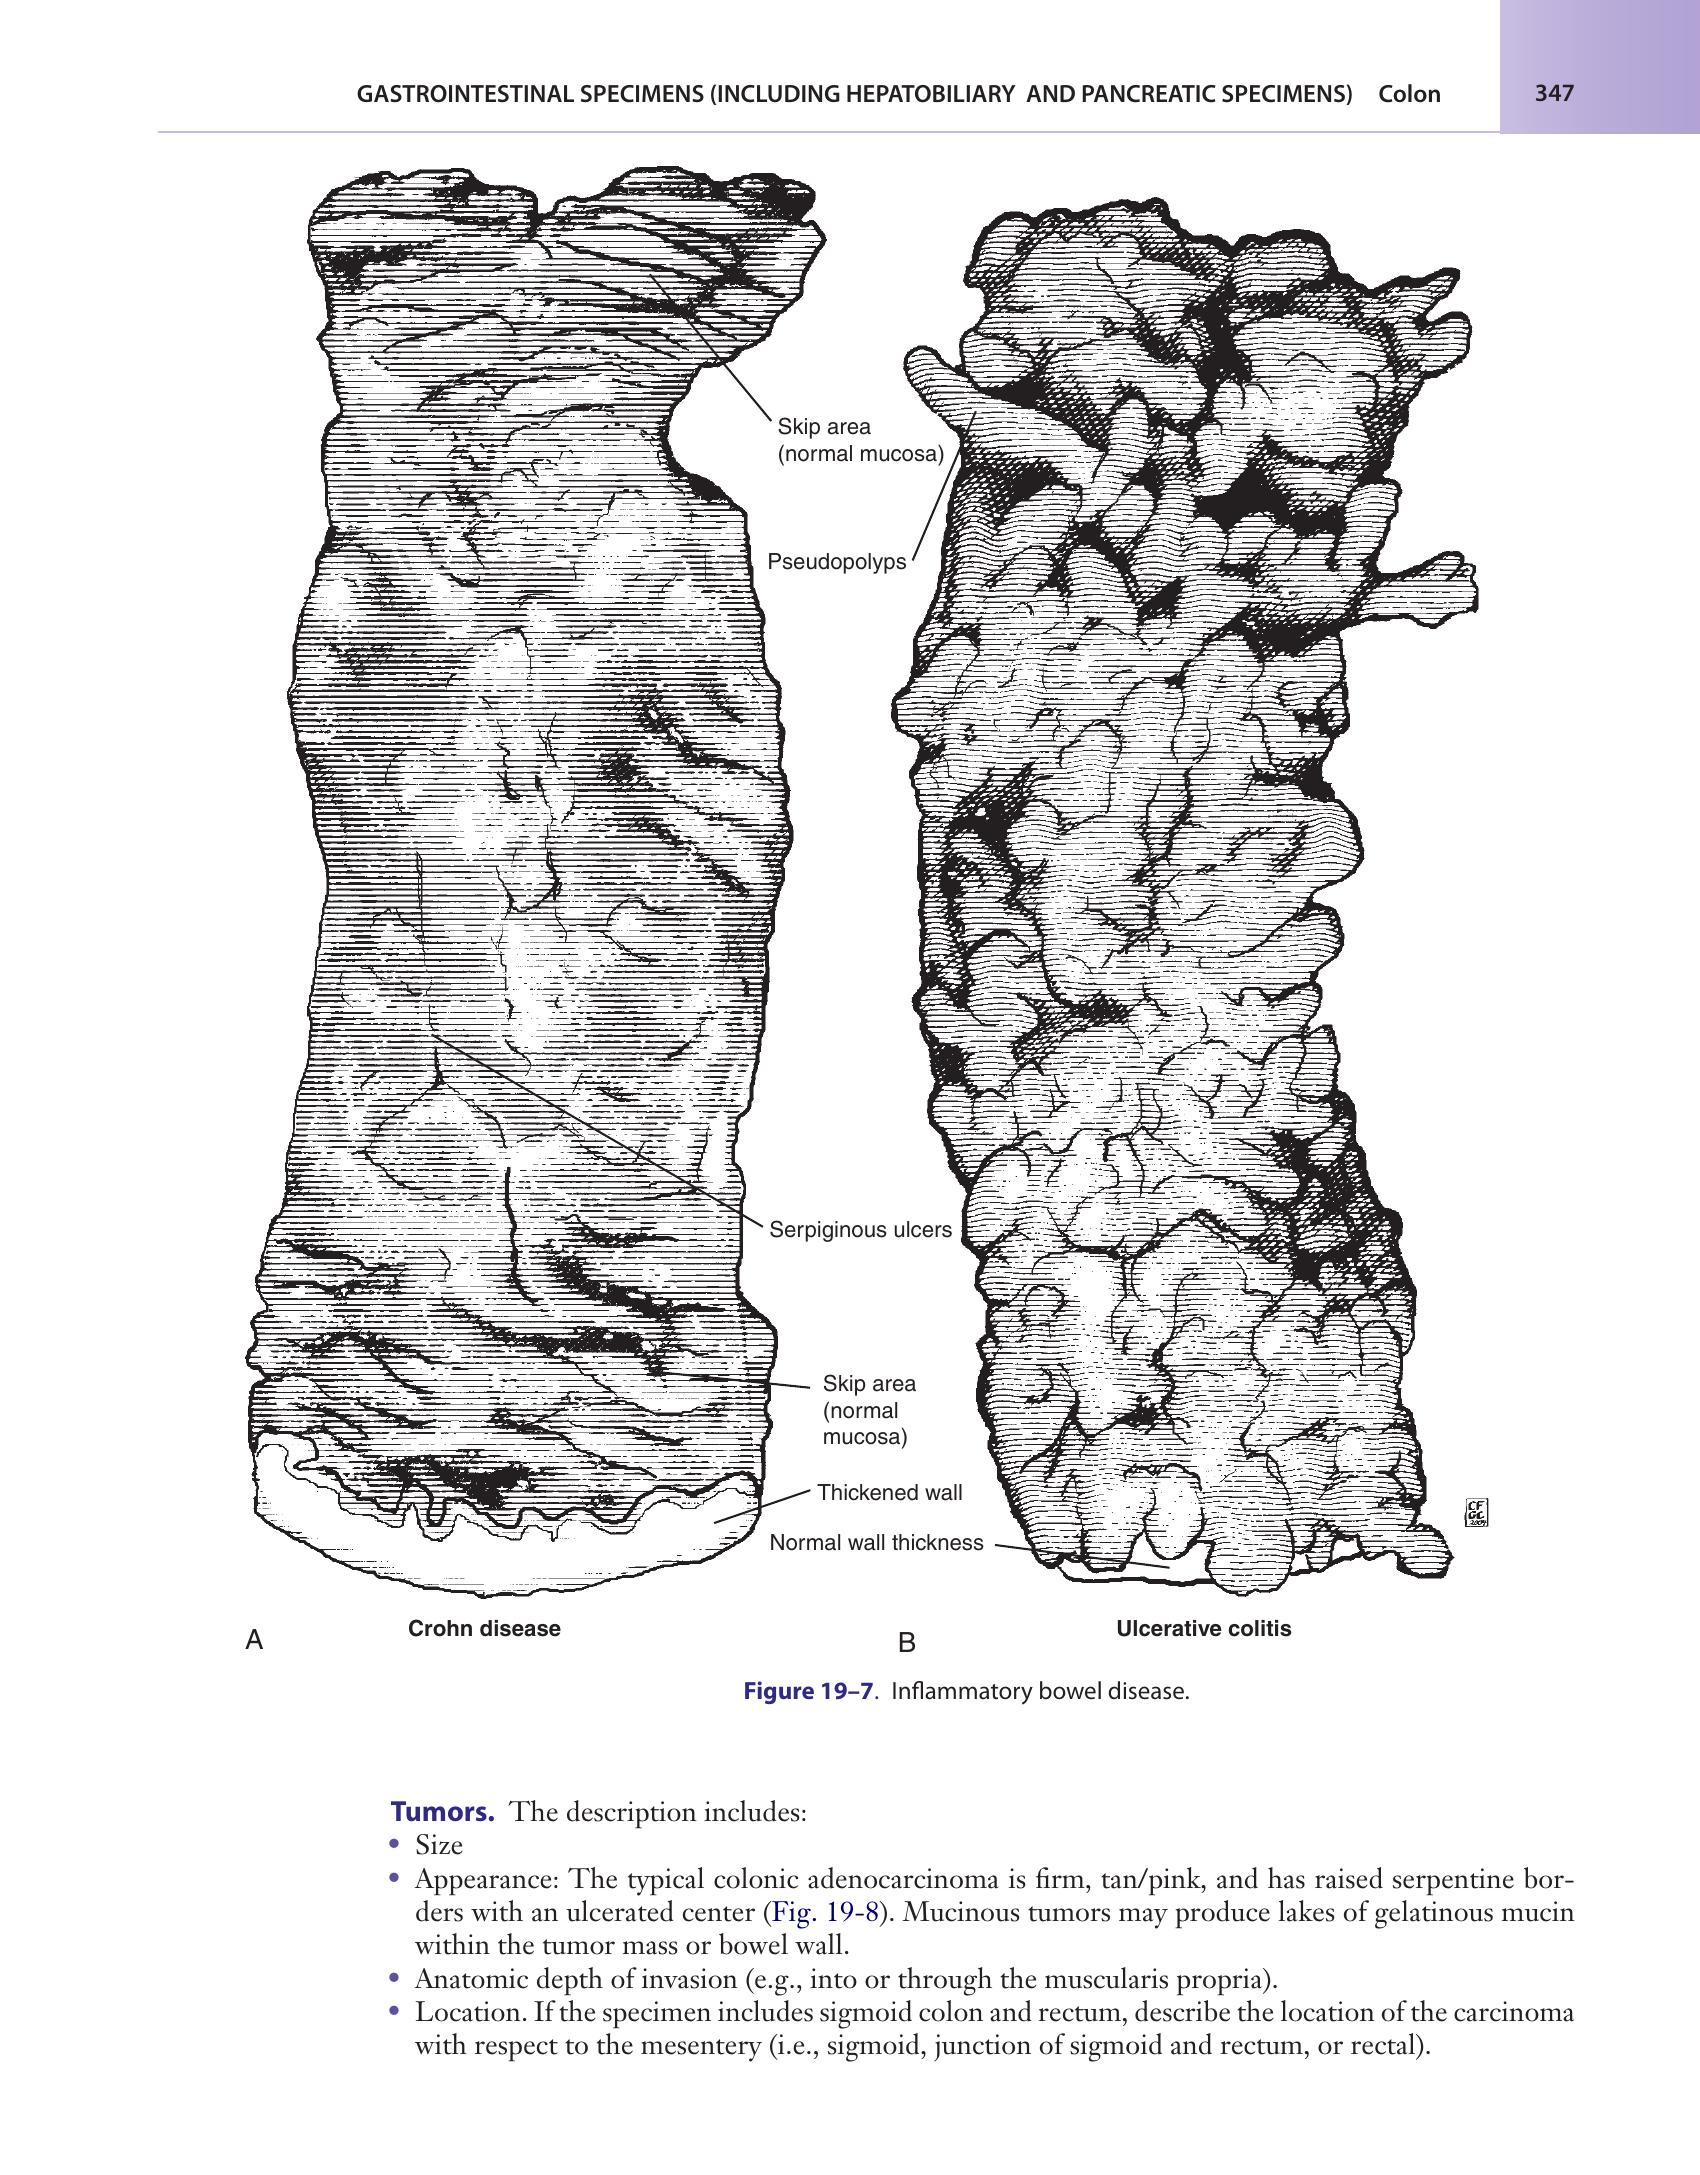 GASTROINTESTINAL SPECIMENS (INCLUDING HEPATOBILIARY AND PANCREATIC SPECIMENS) Colon 347
Skip area
(normal mucosa)
Pseudopolyps
Serpiginous ulcers
Skip area
(normal
mucosa)
Thickened wall
Normal wall thickness
CF
GC
2004
A Crohn disease
B Ulcerative colitis
Figure 19–7. Inflammatory bowel disease.
Tumors. The description includes:
• Size
• Appearance: The typical colonic adenocarcinoma is firm, tan/pink, and has raised serpentine bor-
ders with an ulcerated center (Fig. 19-8). Mucinous tumors may produce lakes of gelatinous mucin
within the tumor mass or bowel wall.
• Anatomic depth of invasion (e.g., into or through the muscularis propria).
• Location. If the specimen includes sigmoid colon and rectum, describe the location of the carcinoma
with respect to the mesentery (i.e., sigmoid, junction of sigmoid and rectum, or rectal).